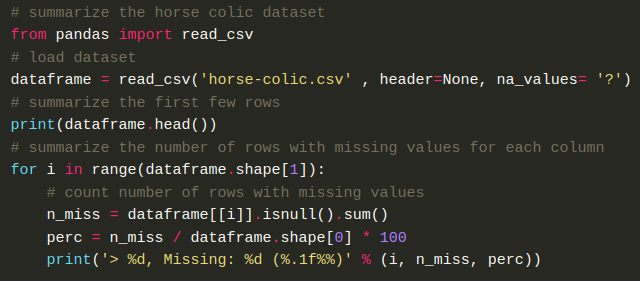 # summarize the horse colic dataset
from pandas import read_csv
# load dataset
dataframe = read_csv('horse-colic.csv' , header=None, na_values= '?')
# summarize the first few rows
print(dataframe.head())
# summarize the number of rows with missing values for each column
for i in range(dataframe.shape[1]):
    # count number of rows with missing values
    n_miss = dataframe[[i]].isnull().sum()
    perc = n_miss / dataframe.shape[0] * 100
    print('> %d, Missing: %d (%.1f%%)' % (i, n_miss, perc))